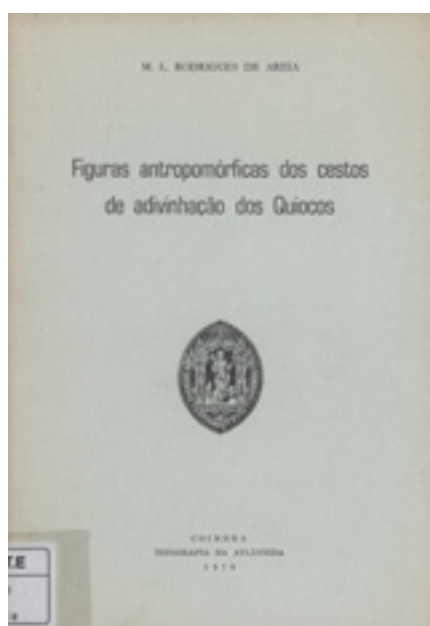 M. L. RODRIGUES DE AREIA
Figuras antropomórficas dos cestos
de adivinhação dos Quiocos
COIMBRA
TIPOGRAFIA DA ATLÂNTIDA